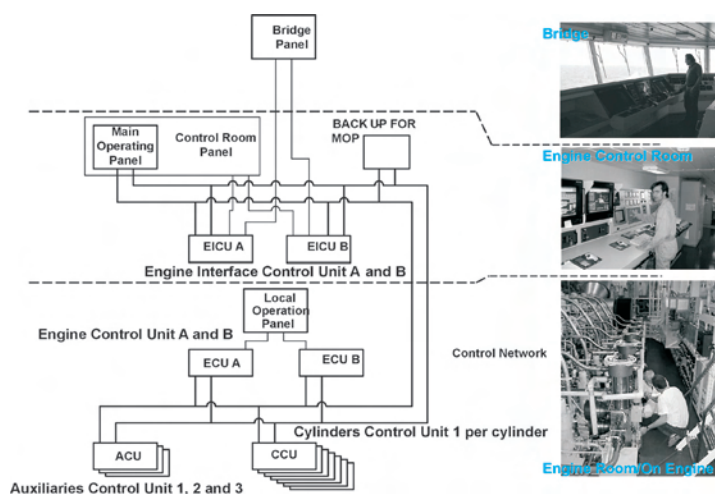 Bridge
Panel
Bridge
Main
Operating
Panel
Control Room
Panel
BACK UP FOR
MOP
Engine Control Room
EICU A
EICU B
Engine Interface Control Unit A and B
Local
Operation
Panel
Engine Control Unit A and B
ECU A
ECU B
Control Network
Cylinders Control Unit 1 per cylinder
ACU
CCU
Engine Room/On Engine
Auxiliaries Control Unit 1, 2 and 3